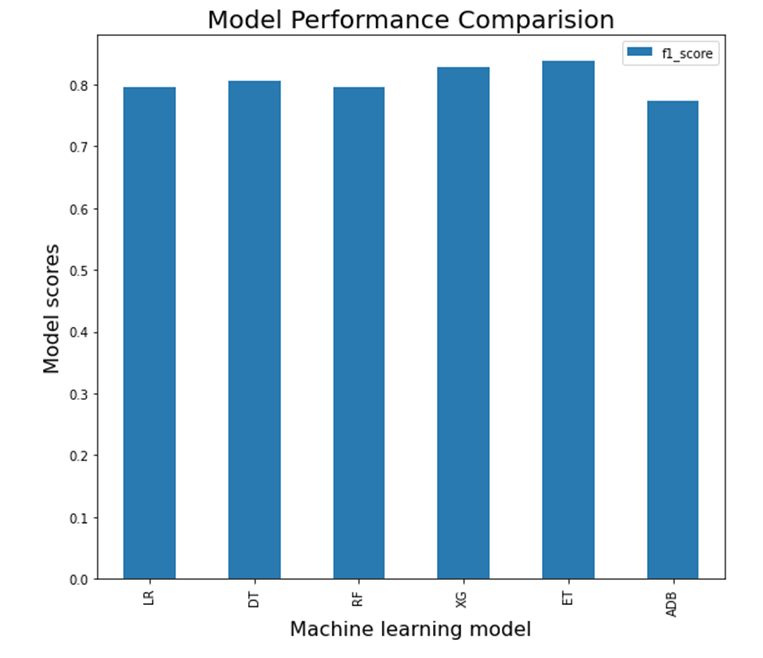 Model Performance Comparision
f1_score
Model scores
0.8
0.7
0.6
0.5
0.4
0.3
0.2
0.1
0.0
LR
DT
RF
XG
ET
ADB
Machine learning model